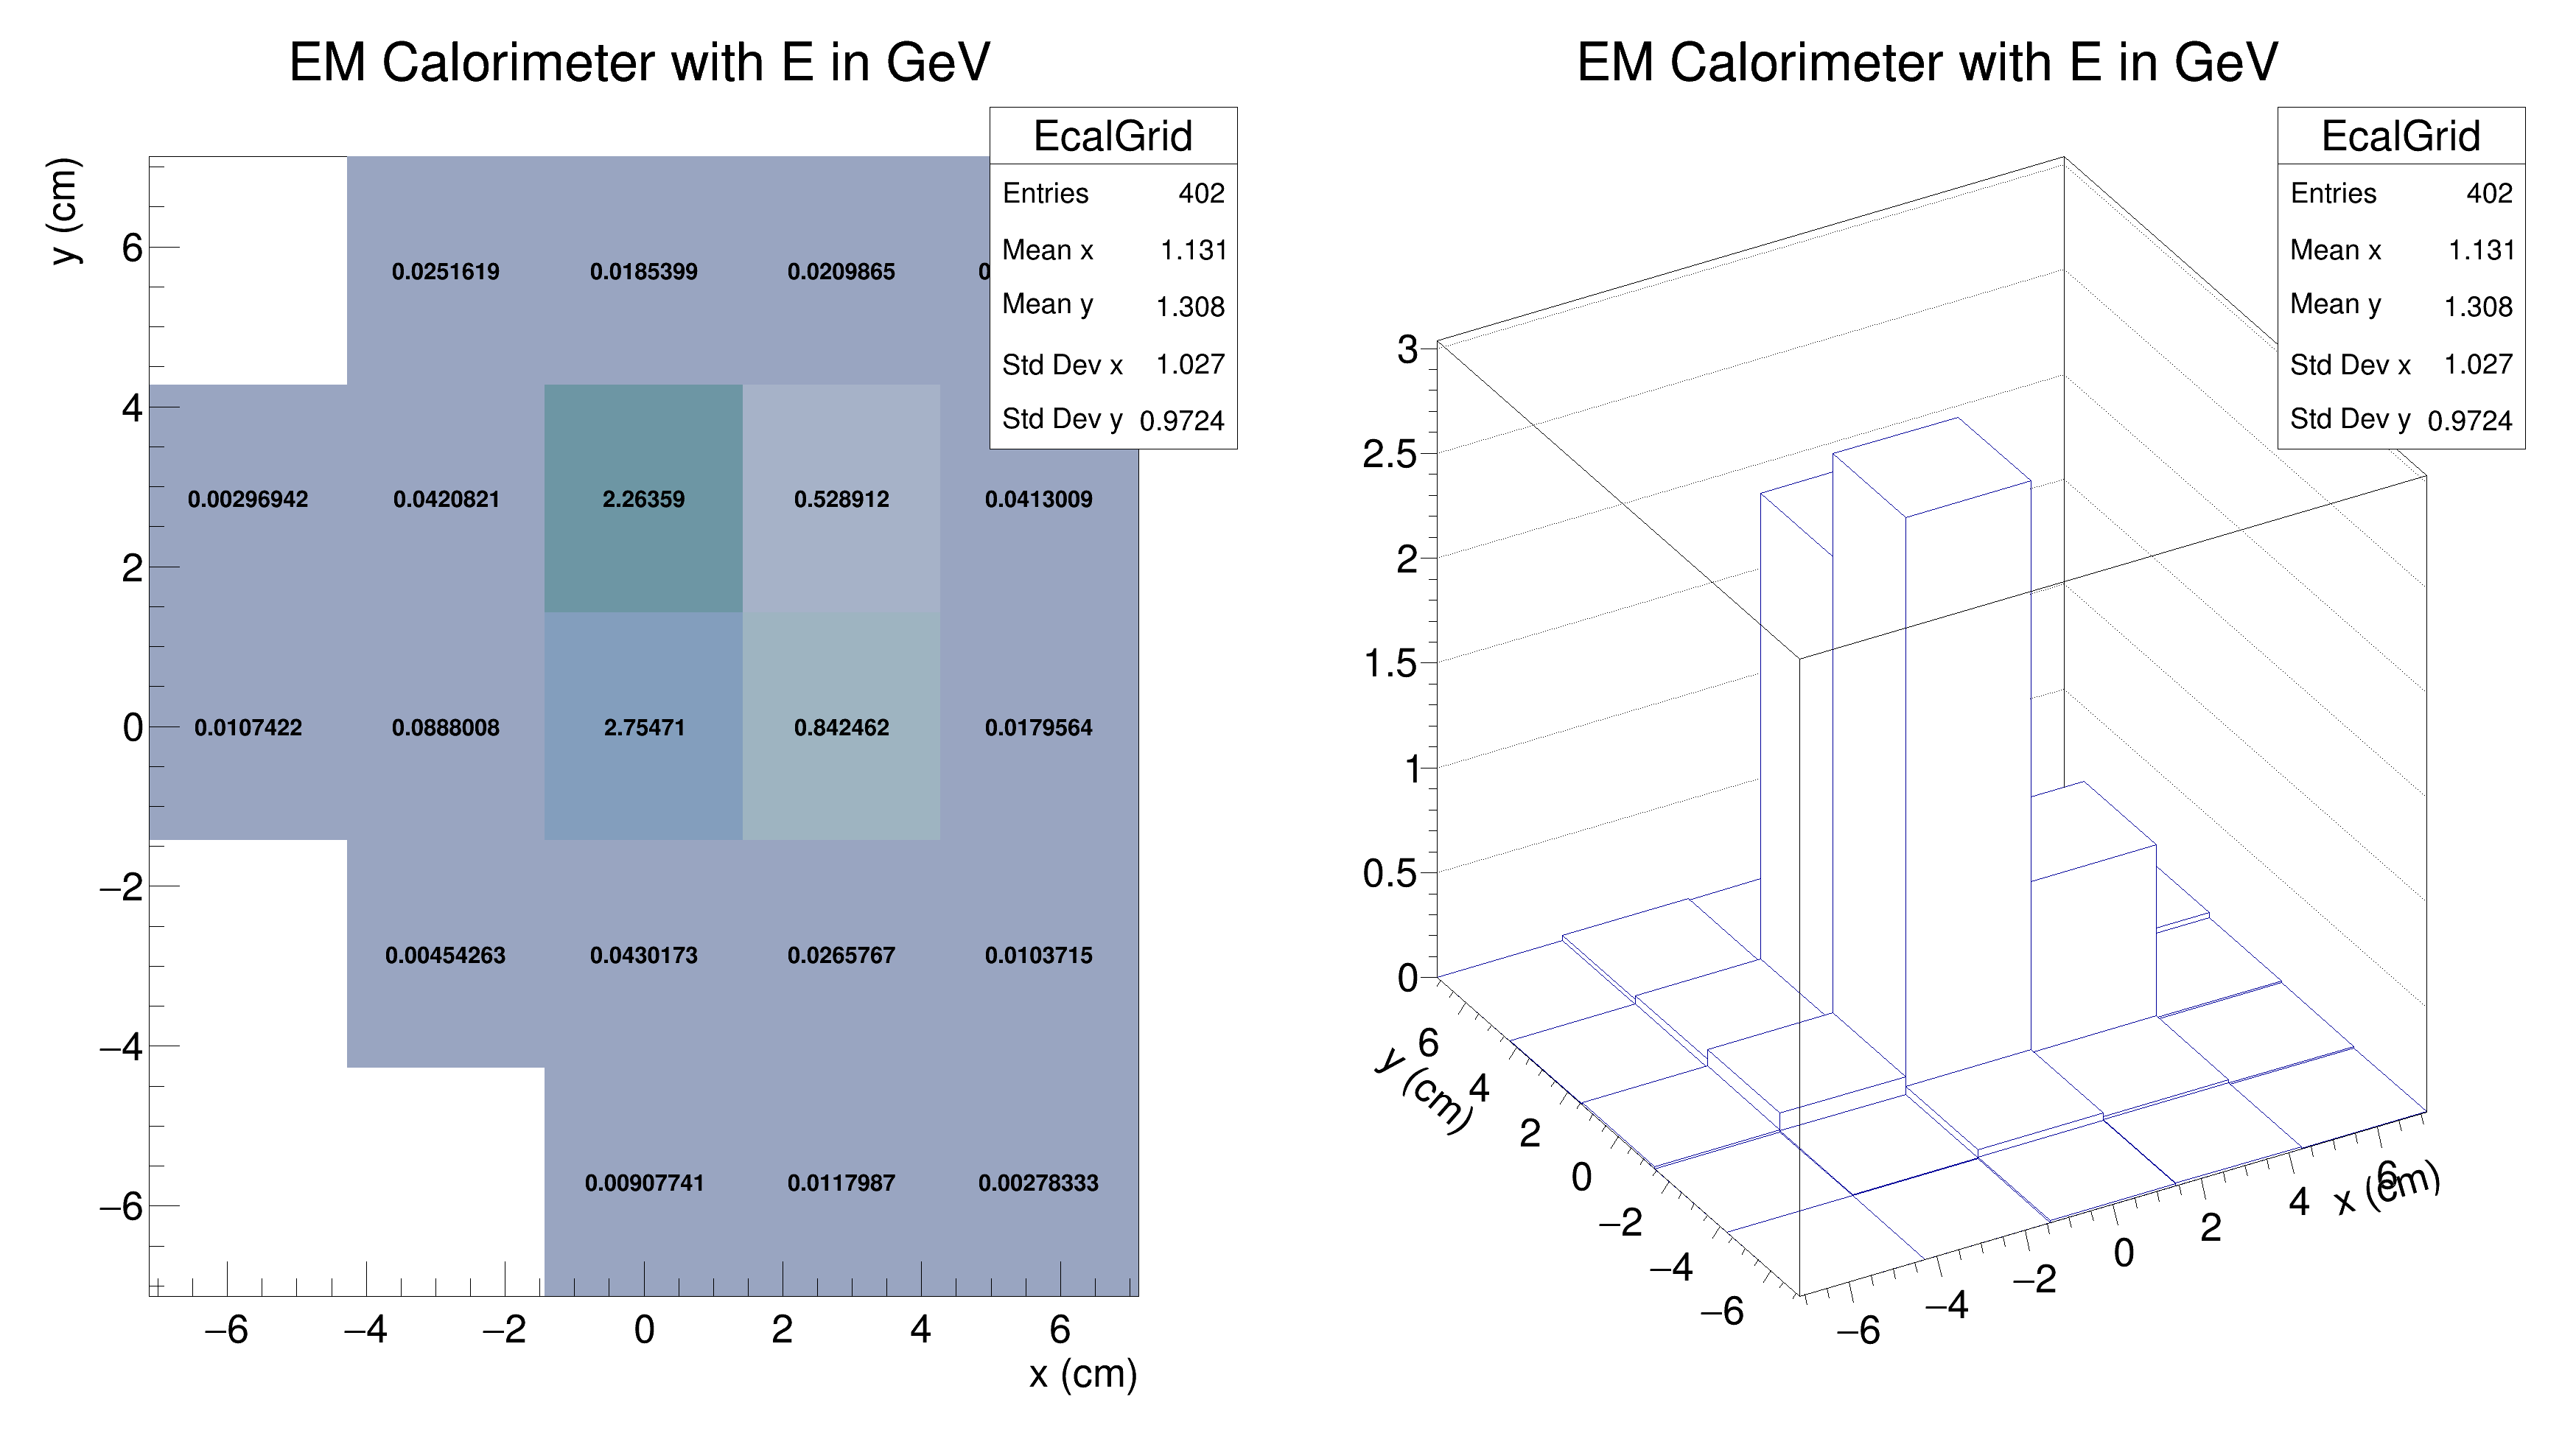 EM Calorimeter with E in GeV
EcalGrid
Entries 402
Mean x 1.131
Mean y 1.308
Std Dev x 1.027
Std Dev y 0.9724
y (cm)
6
4
2
0
−2
−4
−6
0.0251619 0.0185399 0.0209865
0.00296942 0.0420821 2.26359 0.528912 0.0413009
0.0107422 0.0888008 2.75471 0.842462 0.0179564
0.00454263 0.0430173 0.0265767 0.0103715
0.00907741 0.0117987 0.00278333
−6 −4 −2 0 2 4 6
x (cm)
EM Calorimeter with E in GeV
EcalGrid
Entries 402
Mean x 1.131
Mean y 1.308
Std Dev x 1.027
Std Dev y 0.9724
3
2.5
2
1.5
1
0.5
0
6
4
2
0
−2
−4
−6
y (cm)
−6
−4
−2
0
2
4
6
x (cm)